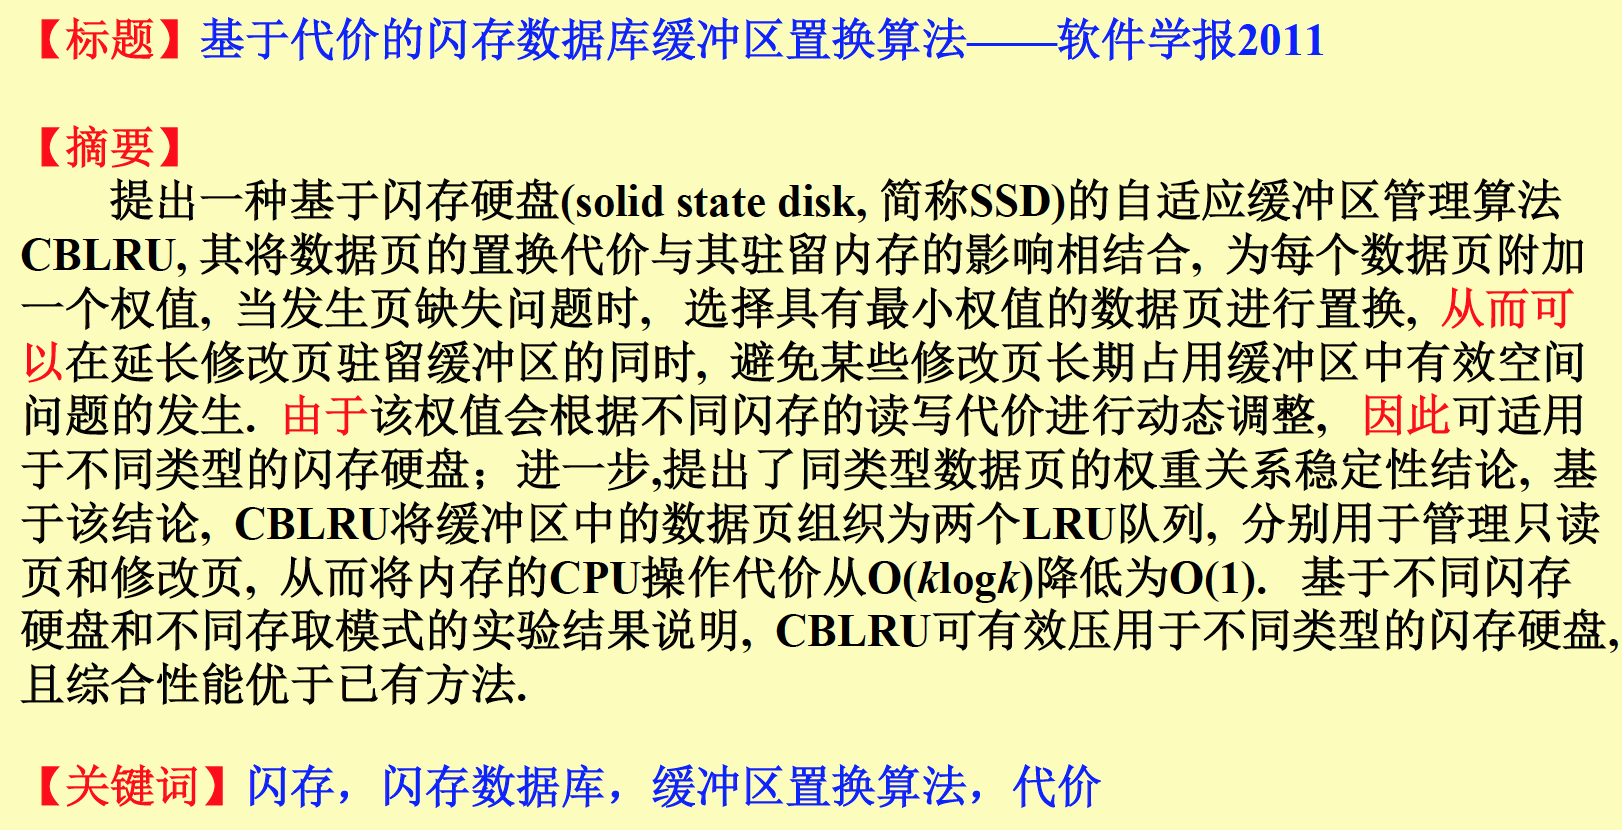 【标题】基于代价的闪存数据库缓冲区置换算法——软件学报2011
【摘要】
提出一种基于闪存硬盘(solid state disk, 简称SSD)的自适应缓冲区管理算法
CBLRU, 其将数据页的置换代价与其驻留内存的影响相结合, 为每个数据页附加
一个权值, 当发生页缺失问题时, 选择具有最小权值的数据页进行置换, 从而可
以在延长修改页驻留缓冲区的同时, 避免某些修改页长期占用缓冲区中有效空间
问题的发生. 由于该权值会根据不同闪存的读写代价进行动态调整, 因此可适用
于不同类型的闪存硬盘；进一步,提出了同类型数据页的权重关系稳定性结论, 基
于该结论, CBLRU将缓冲区中的数据页组织为两个LRU队列, 分别用于管理只读
页和修改页, 从而将内存的CPU操作代价从O(klogk)降低为O(1). 基于不同闪存
硬盘和不同存取模式的实验结果说明, CBLRU可有效压用于不同类型的闪存硬盘,
且综合性能优于已有方法.
【关键词】闪存，闪存数据库，缓冲区置换算法，代价